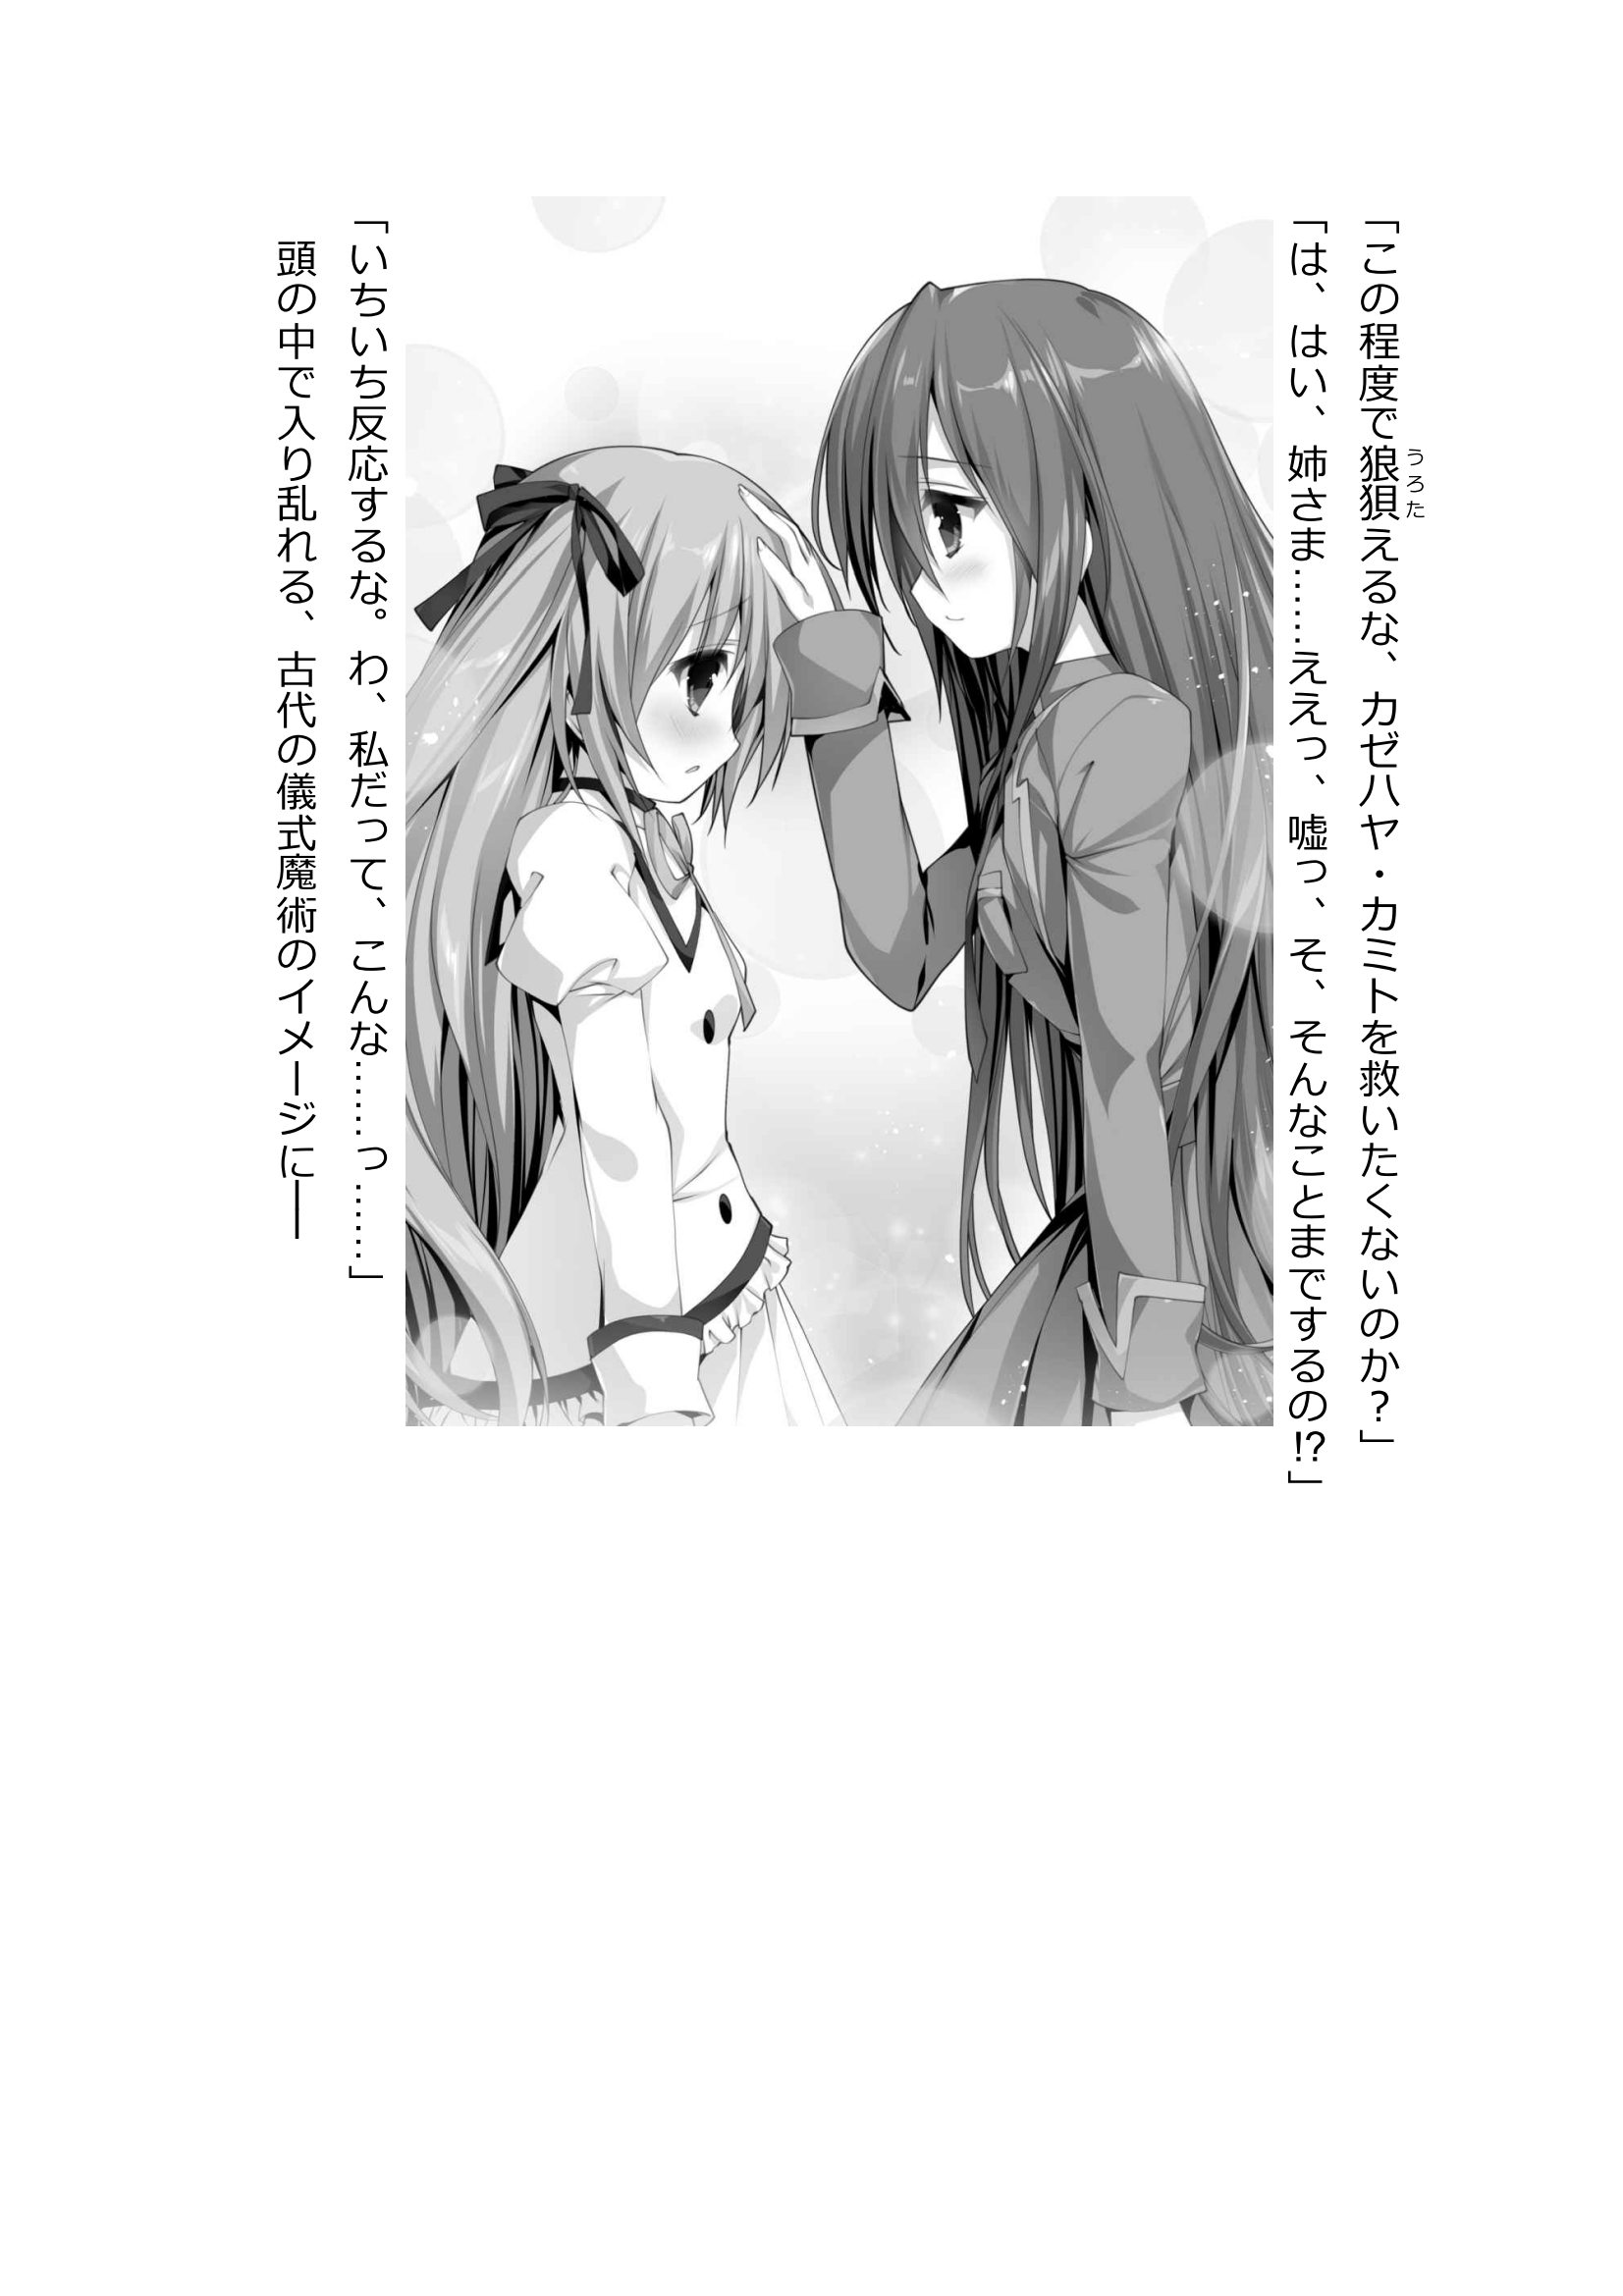 「この程度で狼狽えるな、カゼハヤ・カミトを救いたくないのか？」
うろた
「は、はい、姉さま……ええっ、嘘っ、そ、そんなことまでするの!?」
「いちいち反応するな。わ、私だって、こんな……っ……」
頭の中で入り乱れる、古代の儀式魔術のイメージに──